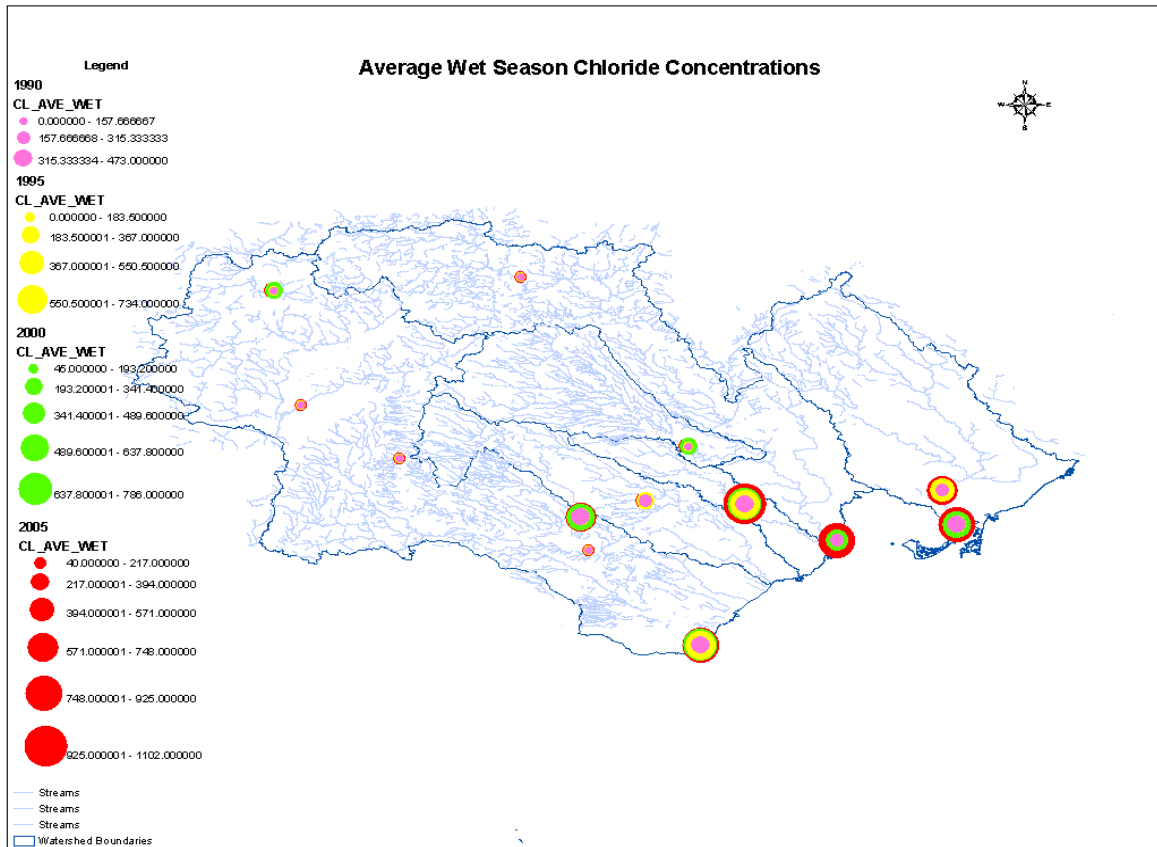 Average Wet Season Chloride Concentrations
Legend
1990
CL_AVE_WET
0.000000 - 157.666667
157.666668 - 315.333333
315.333334 - 473.000000
1995
CL_AVE_WET
0.000000 - 183.500000
183.500001 - 367.000000
367.000001 - 550.500000
550.500001 - 734.000000
2000
CL_AVE_WET
45.000000 - 193.200000
193.200001 - 341.400000
341.400001 - 489.600000
489.600001 - 637.800000
637.800001 - 786.000000
2005
CL_AVE_WET
40.000000 - 217.000000
217.000001 - 394.000000
394.000001 - 571.000000
571.000001 - 748.000000
748.000001 - 925.000000
925.000001 - 1102.000000
Streams
Streams
Streams
Watershed Boundaries
N
W E
S